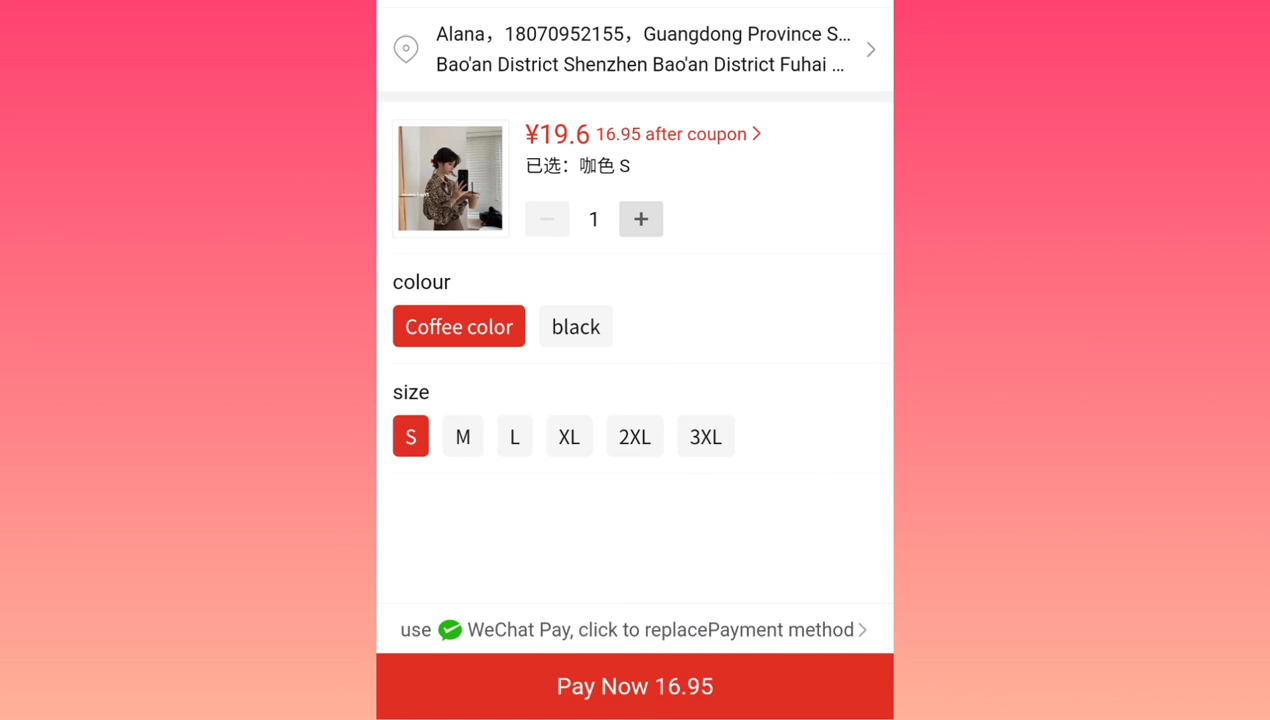 Alana，18070952155，Guangdong Province S...
Bao'an District Shenzhen Bao'an District Fuhai ...
¥19.6 16.95 after coupon
已选：咖色 S
1
colour
Coffee color black
size
S M L XL 2XL 3XL
use WeChat Pay, click to replacePayment method
Pay Now 16.95